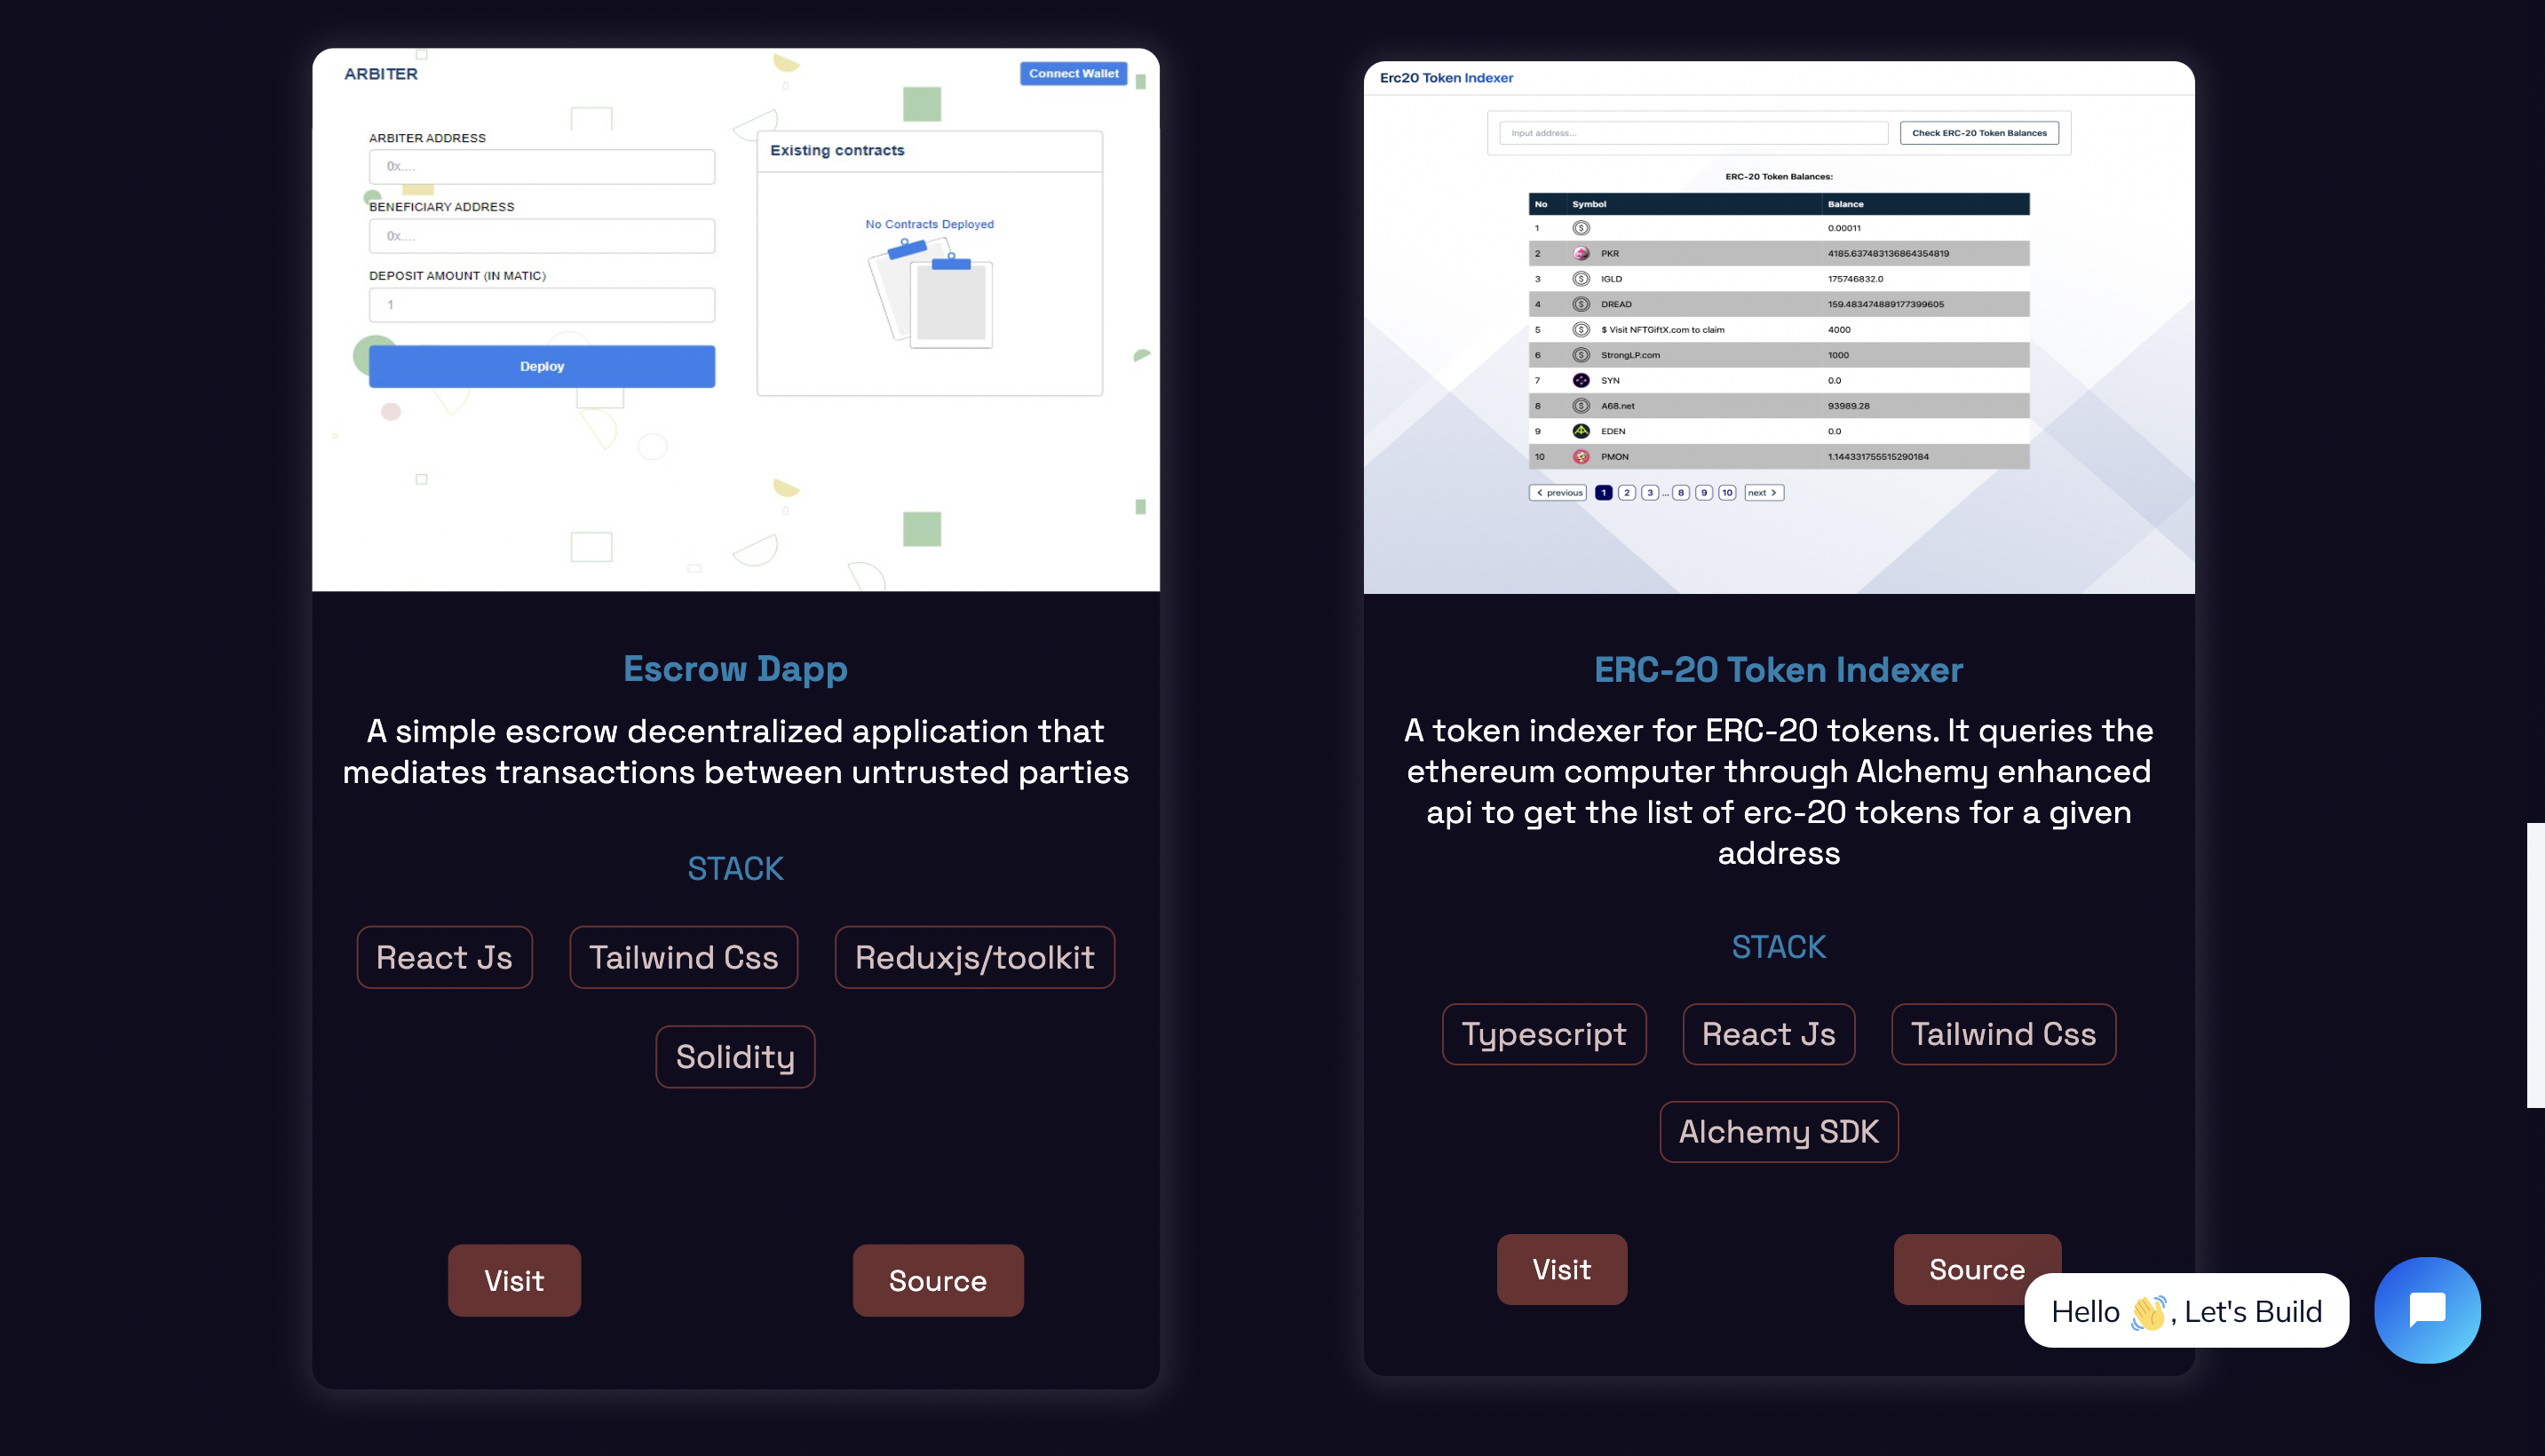 ARBITER
Connect Wallet
ARBITER ADDRESS
0x....
BENEFICIARY ADDRESS
0x....
DEPOSIT AMOUNT (IN MATIC)
1
Deploy
Existing contracts
No Contracts Deployed
Escrow Dapp
A simple escrow decentralized application that
mediates transactions between untrusted parties
STACK
React Js Tailwind Css Reduxjs/toolkit
Solidity
Visit Source
Erc20 Token Indexer
Input address... Check ERC-20 Token Balances
ERC-20 Token Balances:
No Symbol Balance
1 0.00011
2 PKR 4185.637483136864354819
3 IGLD 175746832.0
4 DREAD 159.483474889177399605
5 $ Visit NFTGiftX.com to claim 4000
6 StrongLP.com 1000
7 SYN 0.0
8 A68.net 93989.28
9 EDEN 0.0
10 PMON 1.144331755515290184
previous 1 2 3 ... 8 9 10 next
ERC-20 Token Indexer
A token indexer for ERC-20 tokens. It queries the
ethereum computer through Alchemy enhanced
api to get the list of erc-20 tokens for a given
address
STACK
Typescript React Js Tailwind Css
Alchemy SDK
Visit Source
Hello 👋, Let's Build